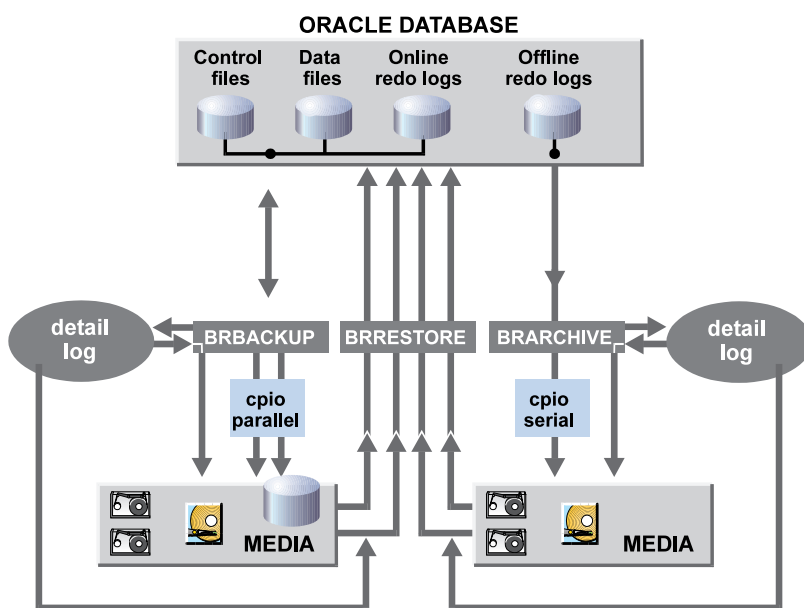 ORACLE DATABASE
Control files
Data files
Online redo logs
Offline redo logs
detail log
BRBACKUP
BRRESTORE
BRARCHIVE
detail log
cpio parallel
cpio serial
MEDIA
MEDIA